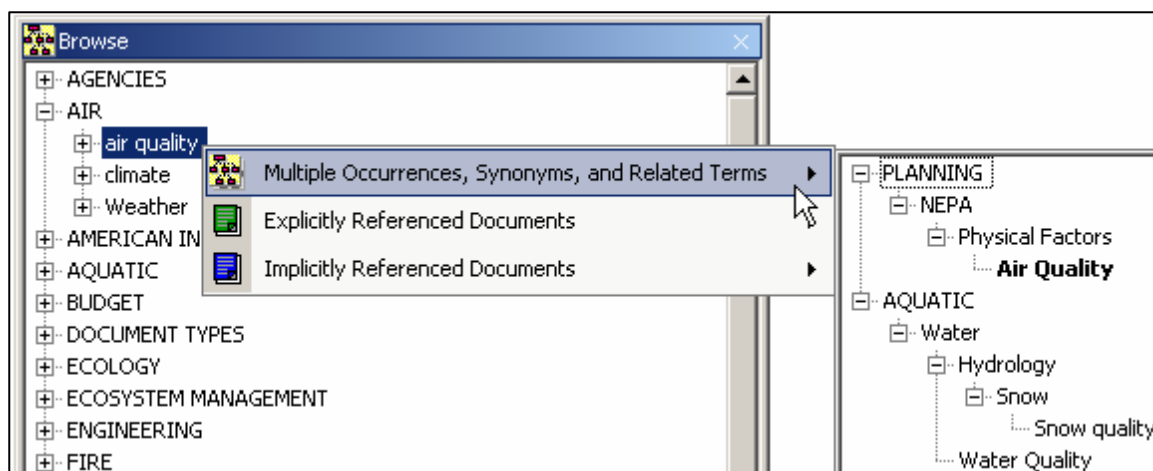 Browse
AGENCIES
AIR
air quality
climate
Weather
AMERICAN IN
AQUATIC
BUDGET
DOCUMENT TYPES
ECOLOGY
ECOSYSTEM MANAGEMENT
ENGINEERING
FIRE
Multiple Occurrences, Synonyms, and Related Terms
Explicitly Referenced Documents
Implicitly Referenced Documents
PLANNING
NEPA
Physical Factors
Air Quality
AQUATIC
Water
Hydrology
Snow
Snow quality
Water Quality